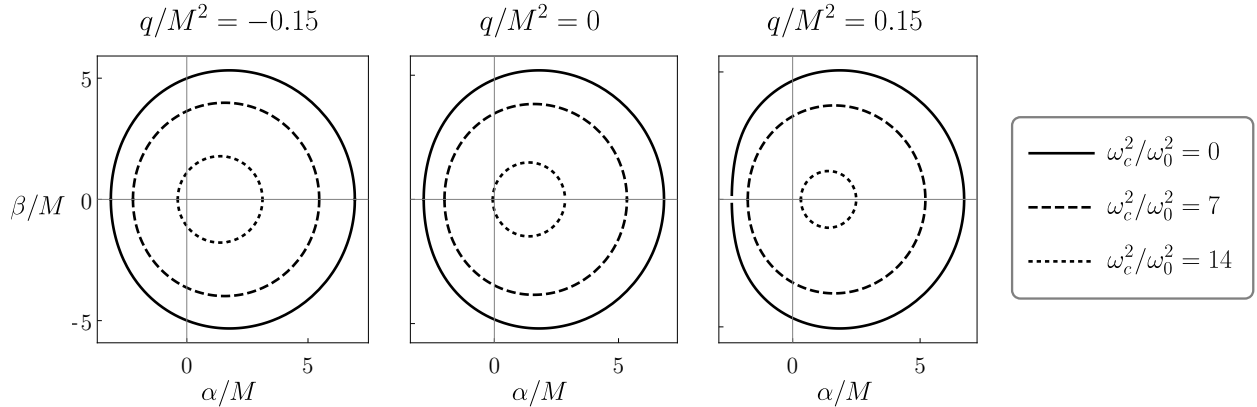 q/M² = −0.15
q/M² = 0
q/M² = 0.15
5
β/M 0
-5
0 5
0 5
0 5
α/M
α/M
α/M
ω_c²/ω_0² = 0
ω_c²/ω_0² = 7
ω_c²/ω_0² = 14